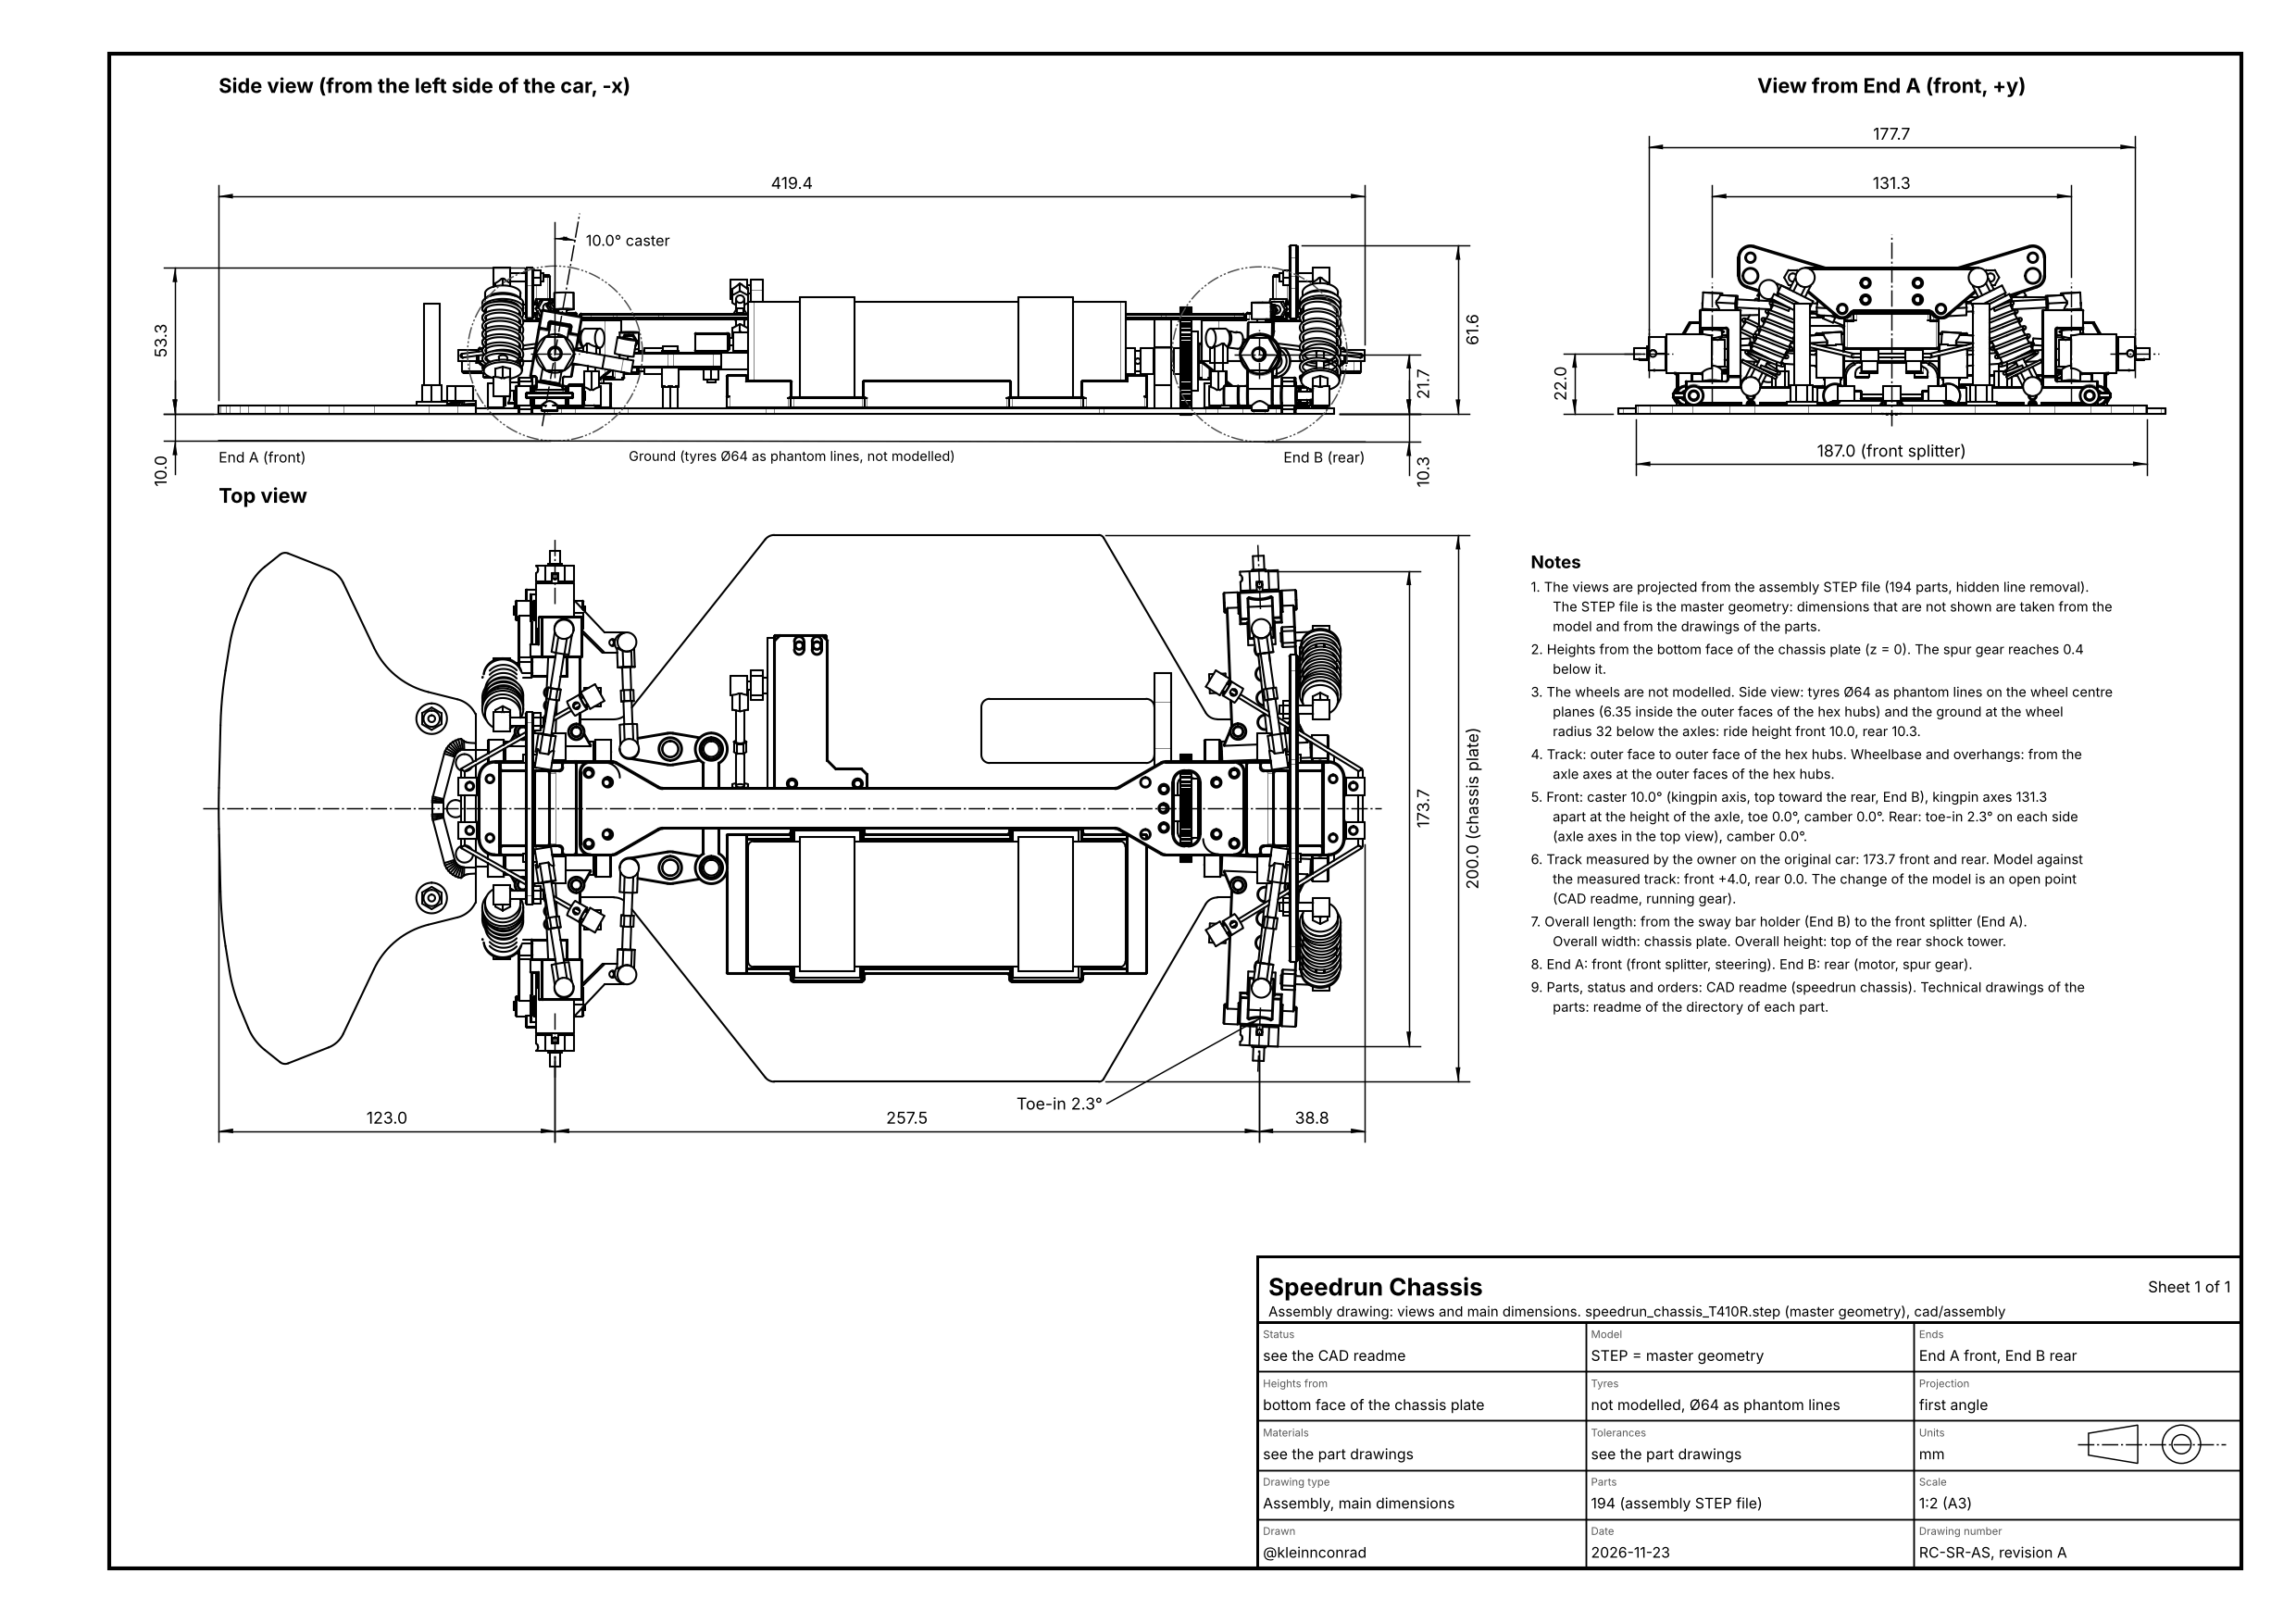 Side view (from the left side of the car, -x)
View from End A (front, +y)
177.7
419.4
131.3
10.0° caster
53.3
61.6
21.7
22.0
10.0
10.3
End A (front)
Ground (tyres Ø64 as phantom lines, not modelled)
End B (rear)
187.0 (front splitter)
Top view
173.7
200.0 (chassis plate)
Toe-in 2.3°
123.0
257.5
38.8
Notes
1. The views are projected from the assembly STEP file (194 parts, hidden line removal).
The STEP file is the master geometry: dimensions that are not shown are taken from the
model and from the drawings of the parts.
2. Heights from the bottom face of the chassis plate (z = 0). The spur gear reaches 0.4
below it.
3. The wheels are not modelled. Side view: tyres Ø64 as phantom lines on the wheel centre
planes (6.35 inside the outer faces of the hex hubs) and the ground at the wheel
radius 32 below the axles: ride height front 10.0, rear 10.3.
4. Track: outer face to outer face of the hex hubs. Wheelbase and overhangs: from the
axle axes at the outer faces of the hex hubs.
5. Front: caster 10.0° (kingpin axis, top toward the rear, End B), kingpin axes 131.3
apart at the height of the axle, toe 0.0°, camber 0.0°. Rear: toe-in 2.3° on each side
(axle axes in the top view), camber 0.0°.
6. Track measured by the owner on the original car: 173.7 front and rear. Model against
the measured track: front +4.0, rear 0.0. The change of the model is an open point
(CAD readme, running gear).
7. Overall length: from the sway bar holder (End B) to the front splitter (End A).
Overall width: chassis plate. Overall height: top of the rear shock tower.
8. End A: front (front splitter, steering). End B: rear (motor, spur gear).
9. Parts, status and orders: CAD readme (speedrun chassis). Technical drawings of the
parts: readme of the directory of each part.
Speedrun Chassis
Sheet 1 of 1
Assembly drawing: views and main dimensions. speedrun_chassis_T410R.step (master geometry), cad/assembly
Status
Model
Ends
see the CAD readme
STEP = master geometry
End A front, End B rear
Heights from
Tyres
Projection
bottom face of the chassis plate
not modelled, Ø64 as phantom lines
first angle
Materials
Tolerances
Units
see the part drawings
see the part drawings
mm
Drawing type
Parts
Scale
Assembly, main dimensions
194 (assembly STEP file)
1:2 (A3)
Drawn
Date
Drawing number
@kleinnconrad
2026-11-23
RC-SR-AS, revision A